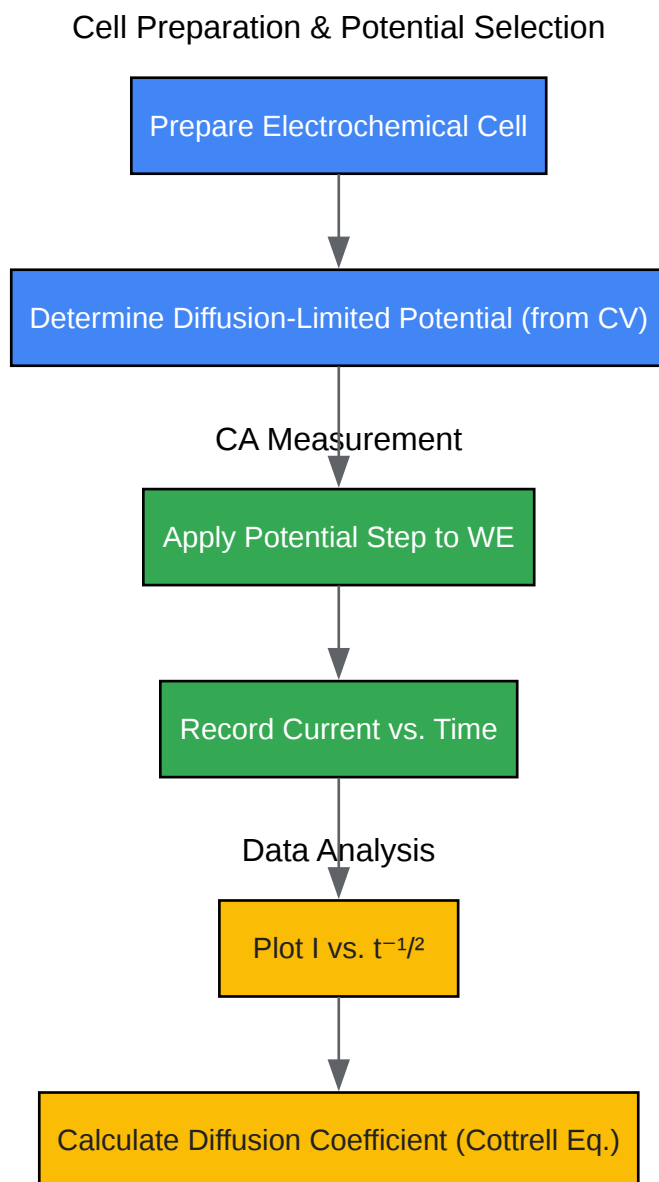 Cell Preparation & Potential Selection
Prepare Electrochemical Cell
Determine Diffusion-Limited Potential (from CV)
CA Measurement
Apply Potential Step to WE
Record Current vs. Time
Data Analysis
Plot I vs. t⁻¹/²
Calculate Diffusion Coefficient (Cottrell Eq.)